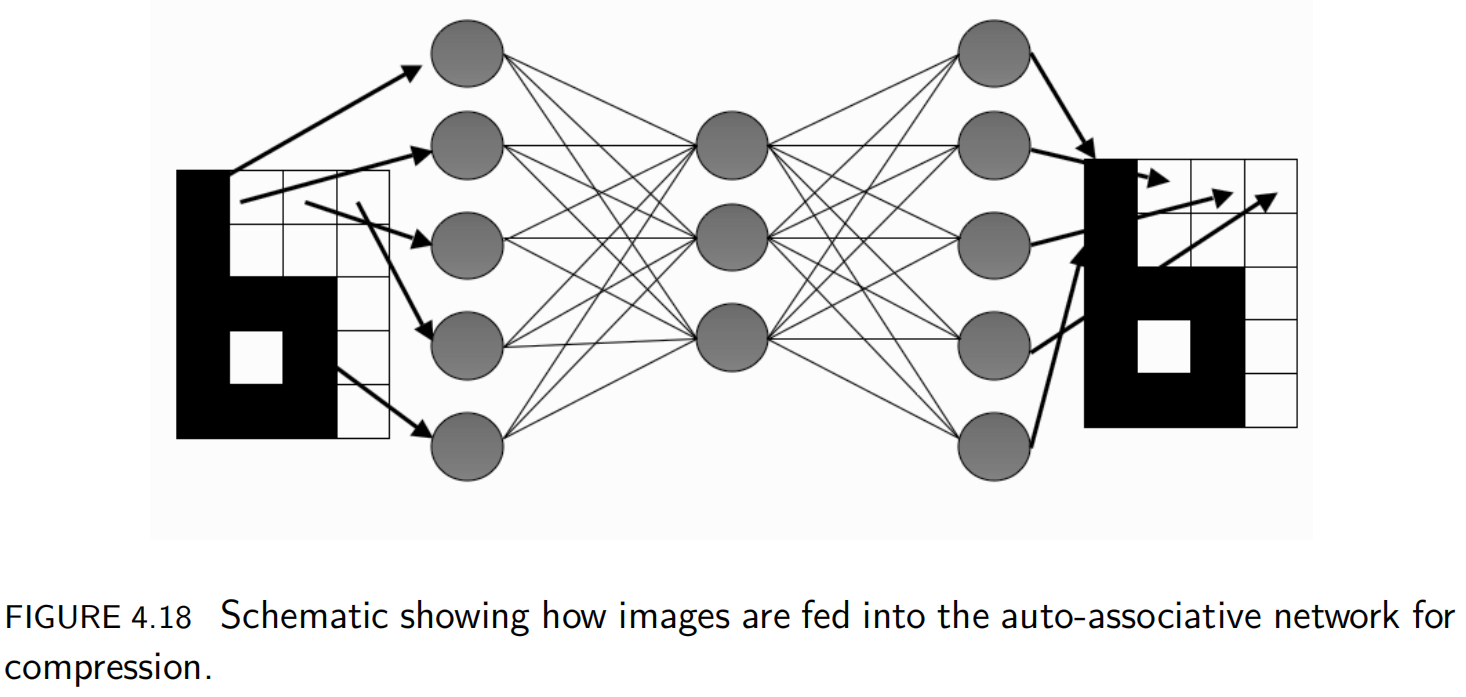 FIGURE 4.18 Schematic showing how images are fed into the auto-associative network for
compression.